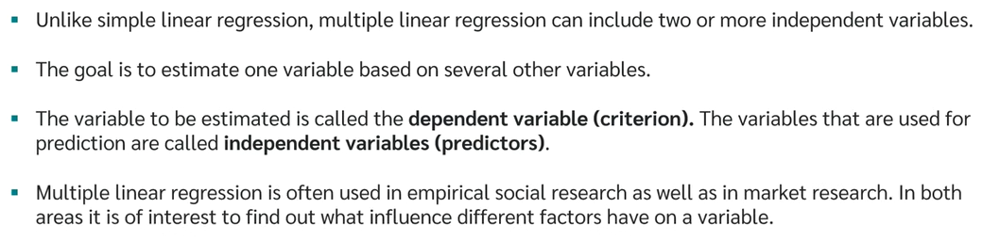 ▪ Unlike simple linear regression, multiple linear regression can include two or more independent variables.
▪ The goal is to estimate one variable based on several other variables.
▪ The variable to be estimated is called the dependent variable (criterion). The variables that are used for
prediction are called independent variables (predictors).
▪ Multiple linear regression is often used in empirical social research as well as in market research. In both
areas it is of interest to find out what influence different factors have on a variable.